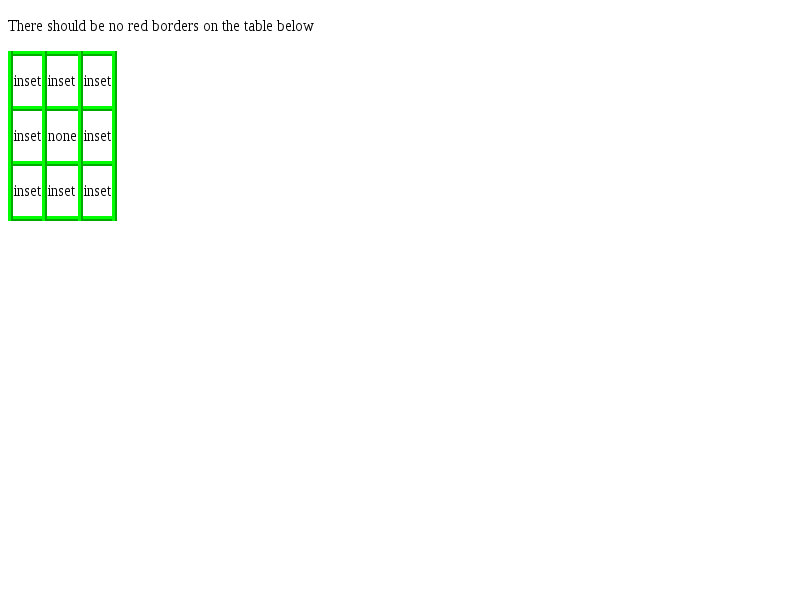 There should be no red borders on the table below
inset inset inset
inset none inset
inset inset inset